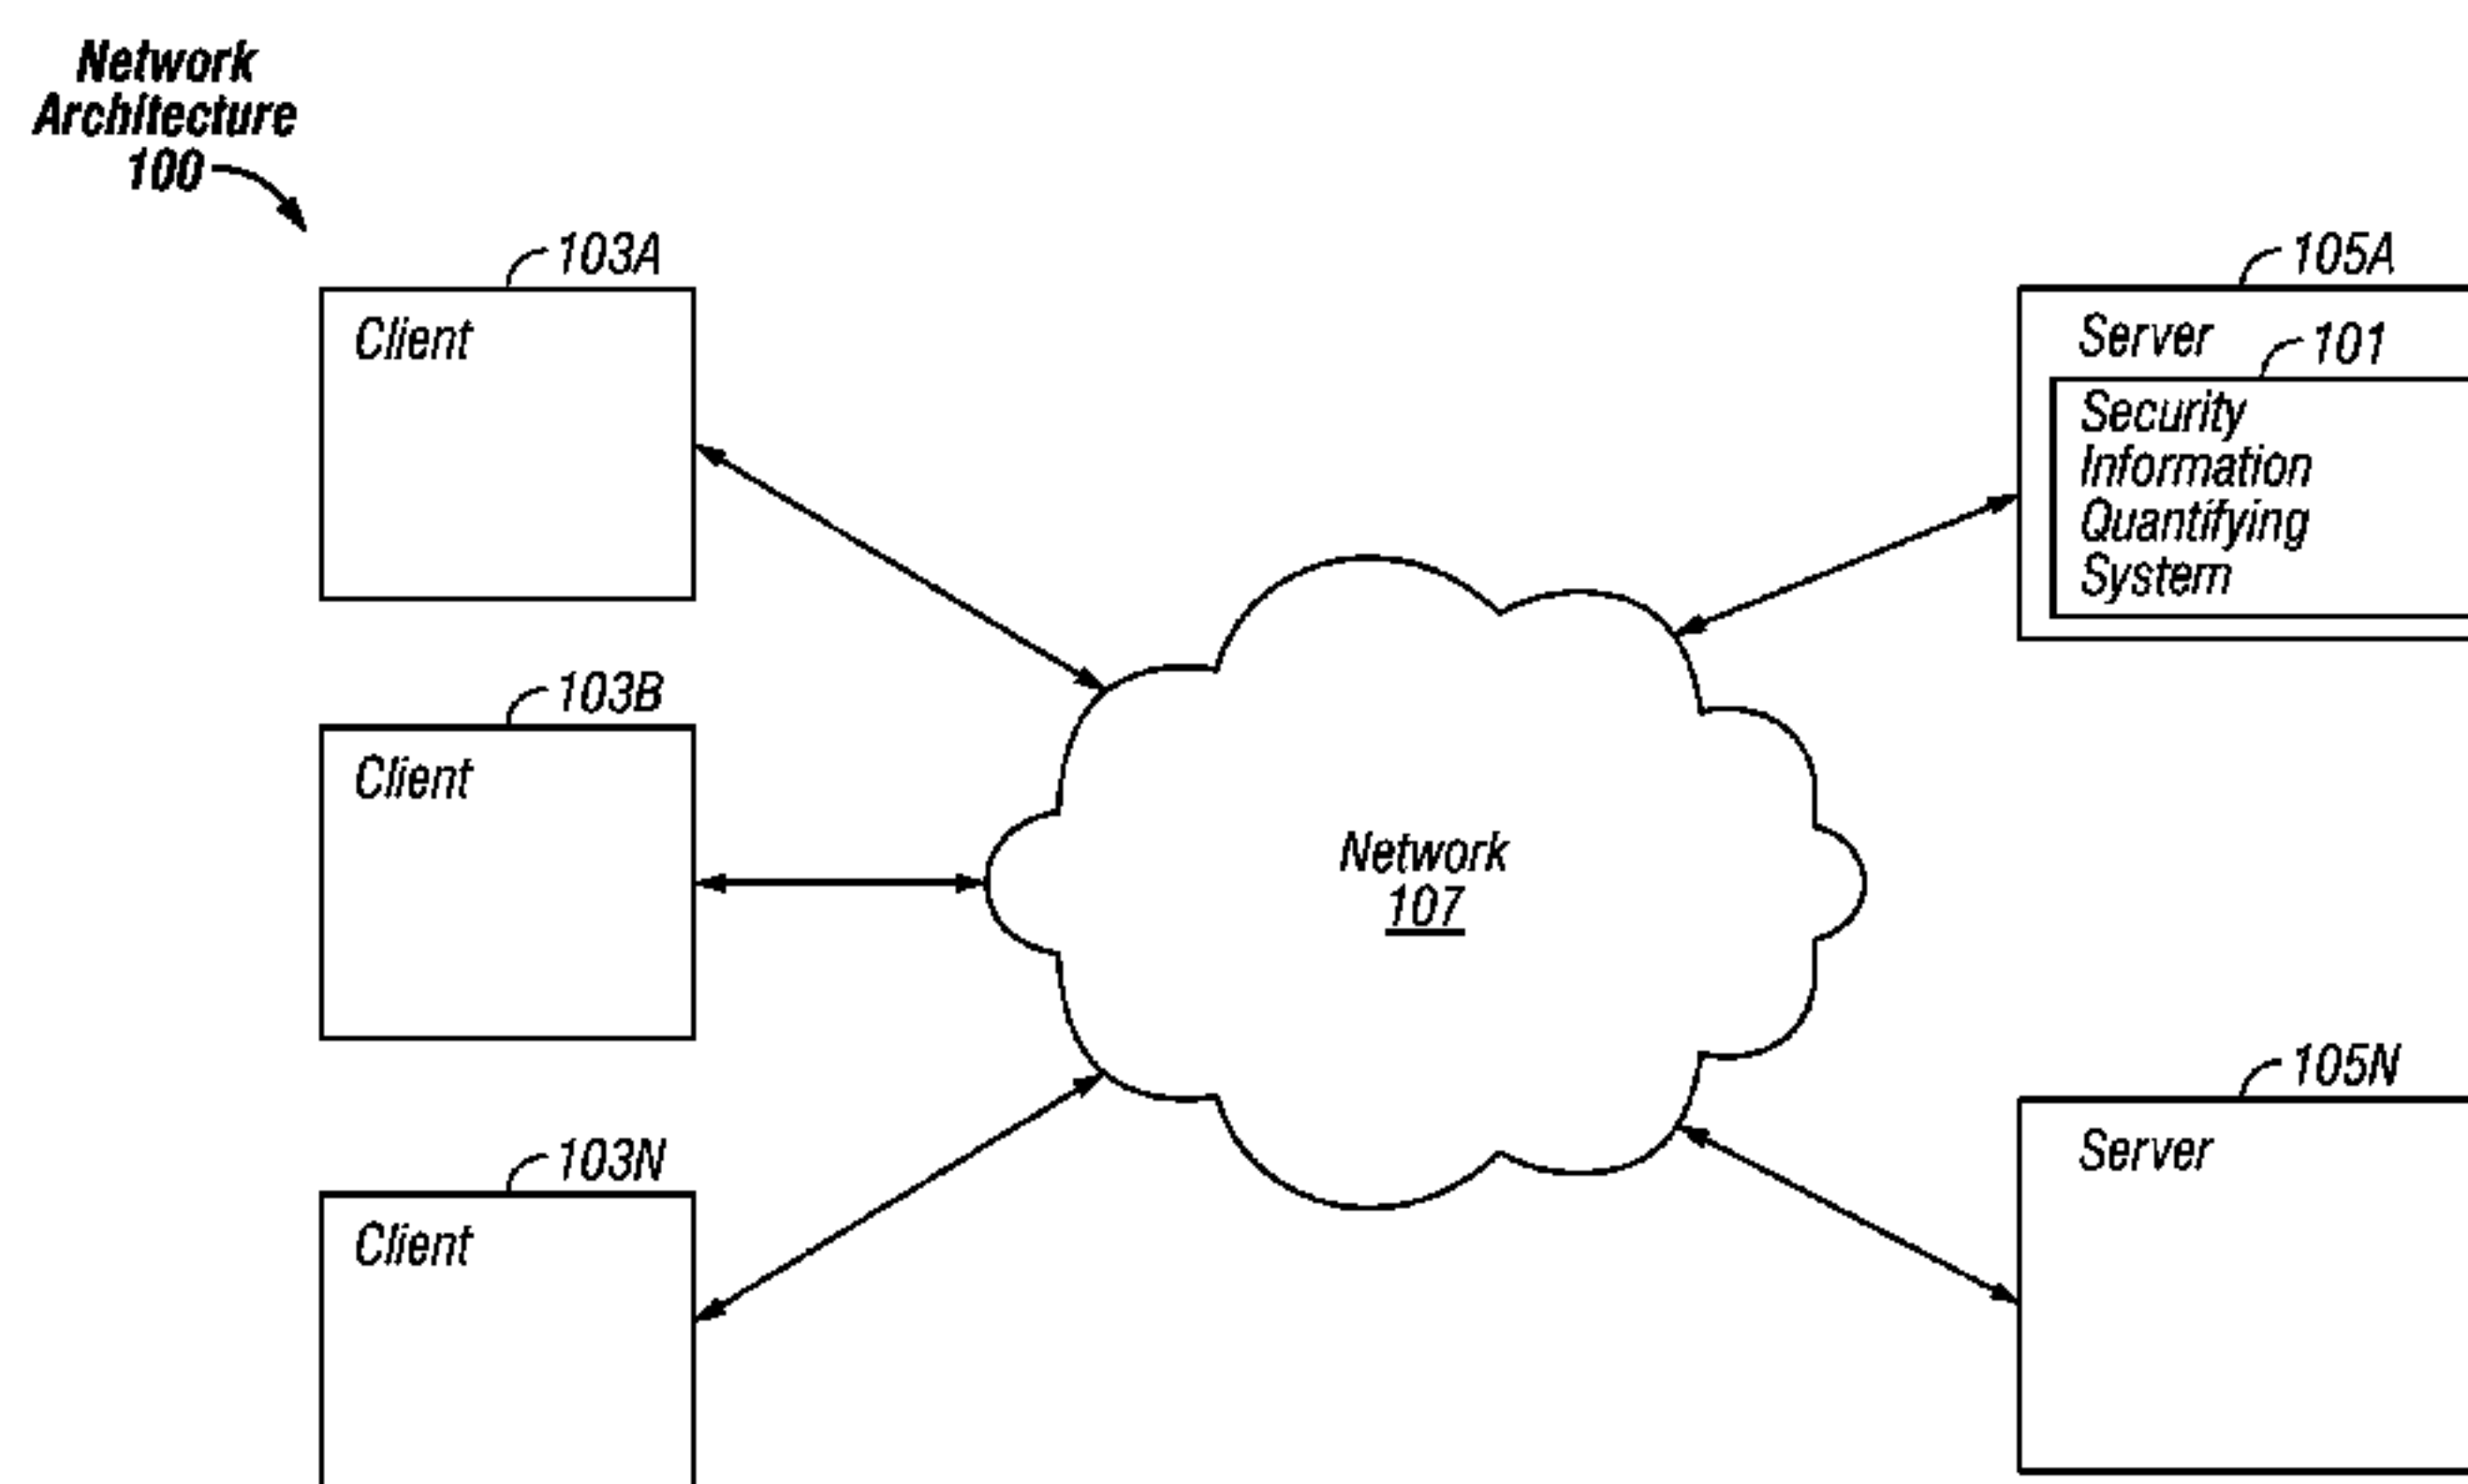 Network
Architecture
100
103A
Client
105A
Server
101
Security
Information
Quantifying
System
103B
Client
Network
107
105N
Server
103N
Client